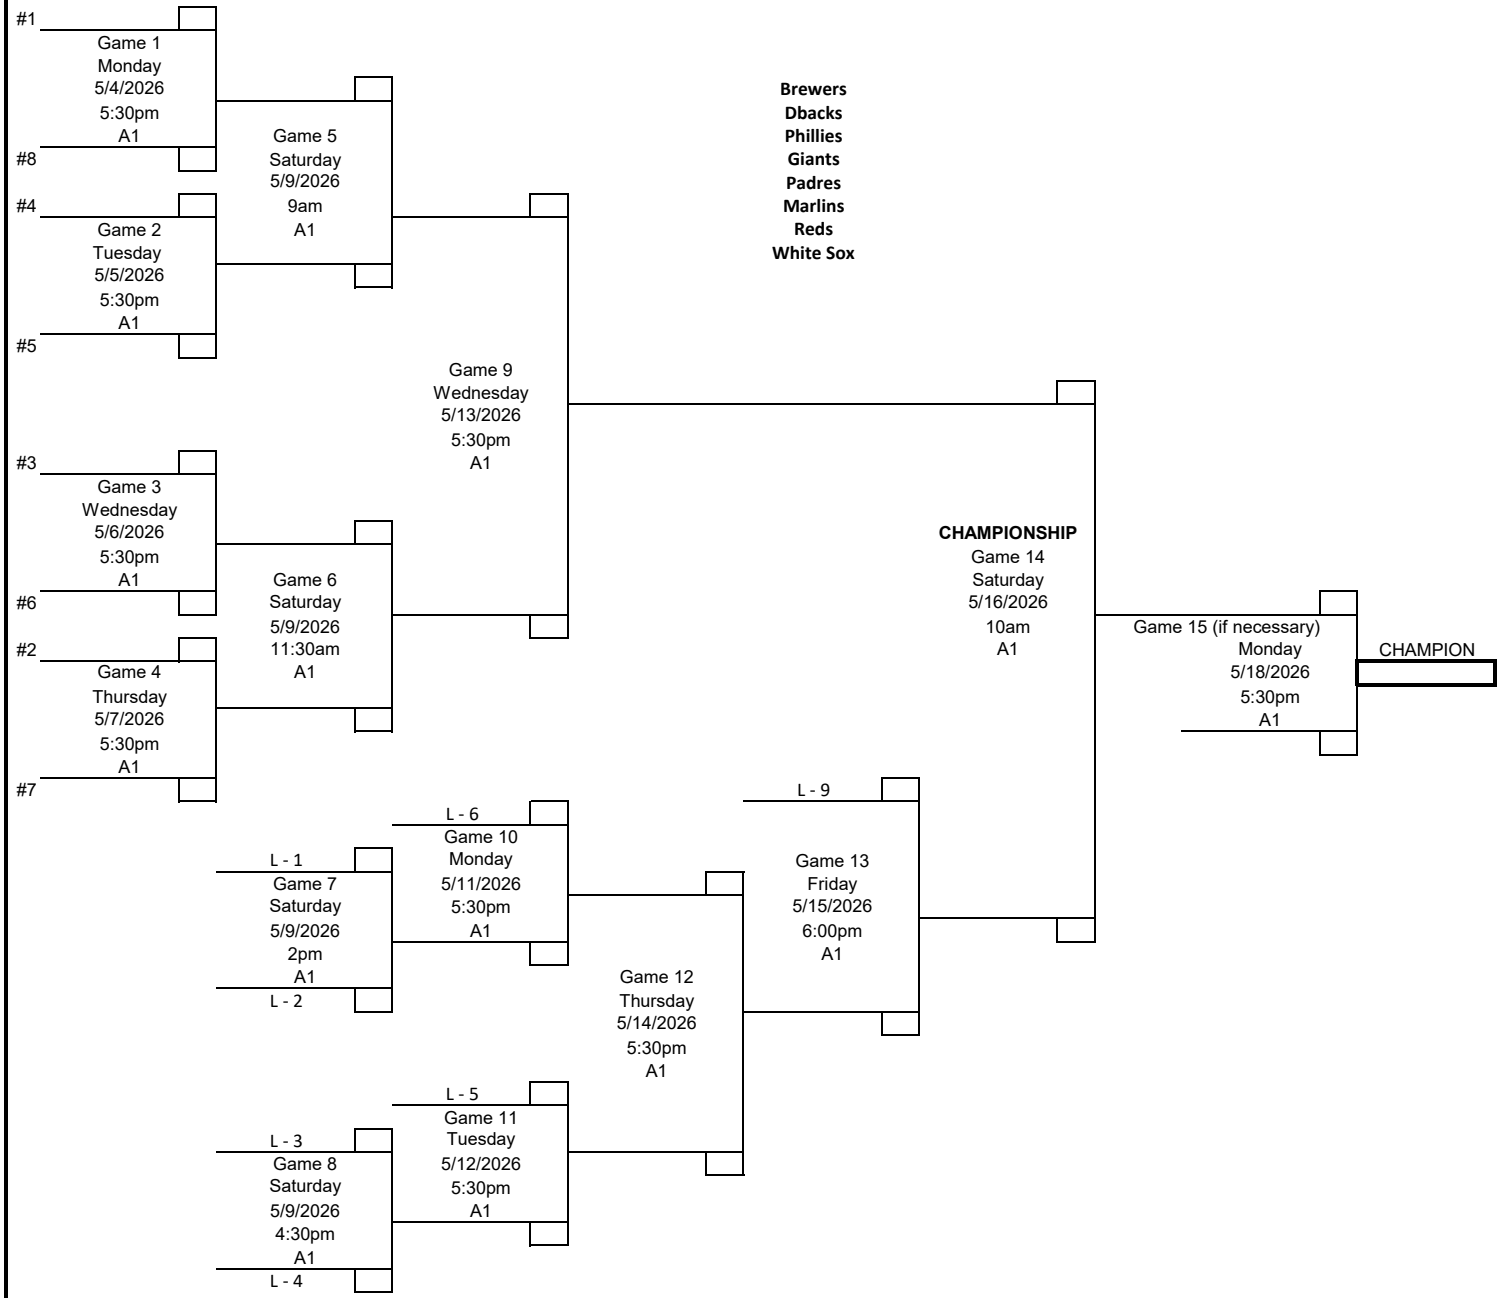 #1
Game 1
Monday
5/4/2026
5:30pm
A1
#8
#4
Game 2
Tuesday
5/5/2026
5:30pm
A1
#5
#3
Game 3
Wednesday
5/6/2026
5:30pm
A1
#6
#2
Game 4
Thursday
5/7/2026
5:30pm
A1
#7
Game 5
Saturday
5/9/2026
9am
A1
Game 6
Saturday
5/9/2026
11:30am
A1
L - 1
Game 7
Saturday
5/9/2026
2pm
A1
L - 2
L - 3
Game 8
Saturday
5/9/2026
4:30pm
A1
L - 4
Game 9
Wednesday
5/13/2026
5:30pm
A1
L - 6
Game 10
Monday
5/11/2026
5:30pm
A1
L - 5
Game 11
Tuesday
5/12/2026
5:30pm
A1
Game 12
Thursday
5/14/2026
5:30pm
A1
Brewers
Dbacks
Phillies
Giants
Padres
Marlins
Reds
White Sox
L - 9
Game 13
Friday
5/15/2026
6:00pm
A1
CHAMPIONSHIP
Game 14
Saturday
5/16/2026
10am
A1
Game 15 (if necessary)
Monday
5/18/2026
5:30pm
A1
CHAMPION